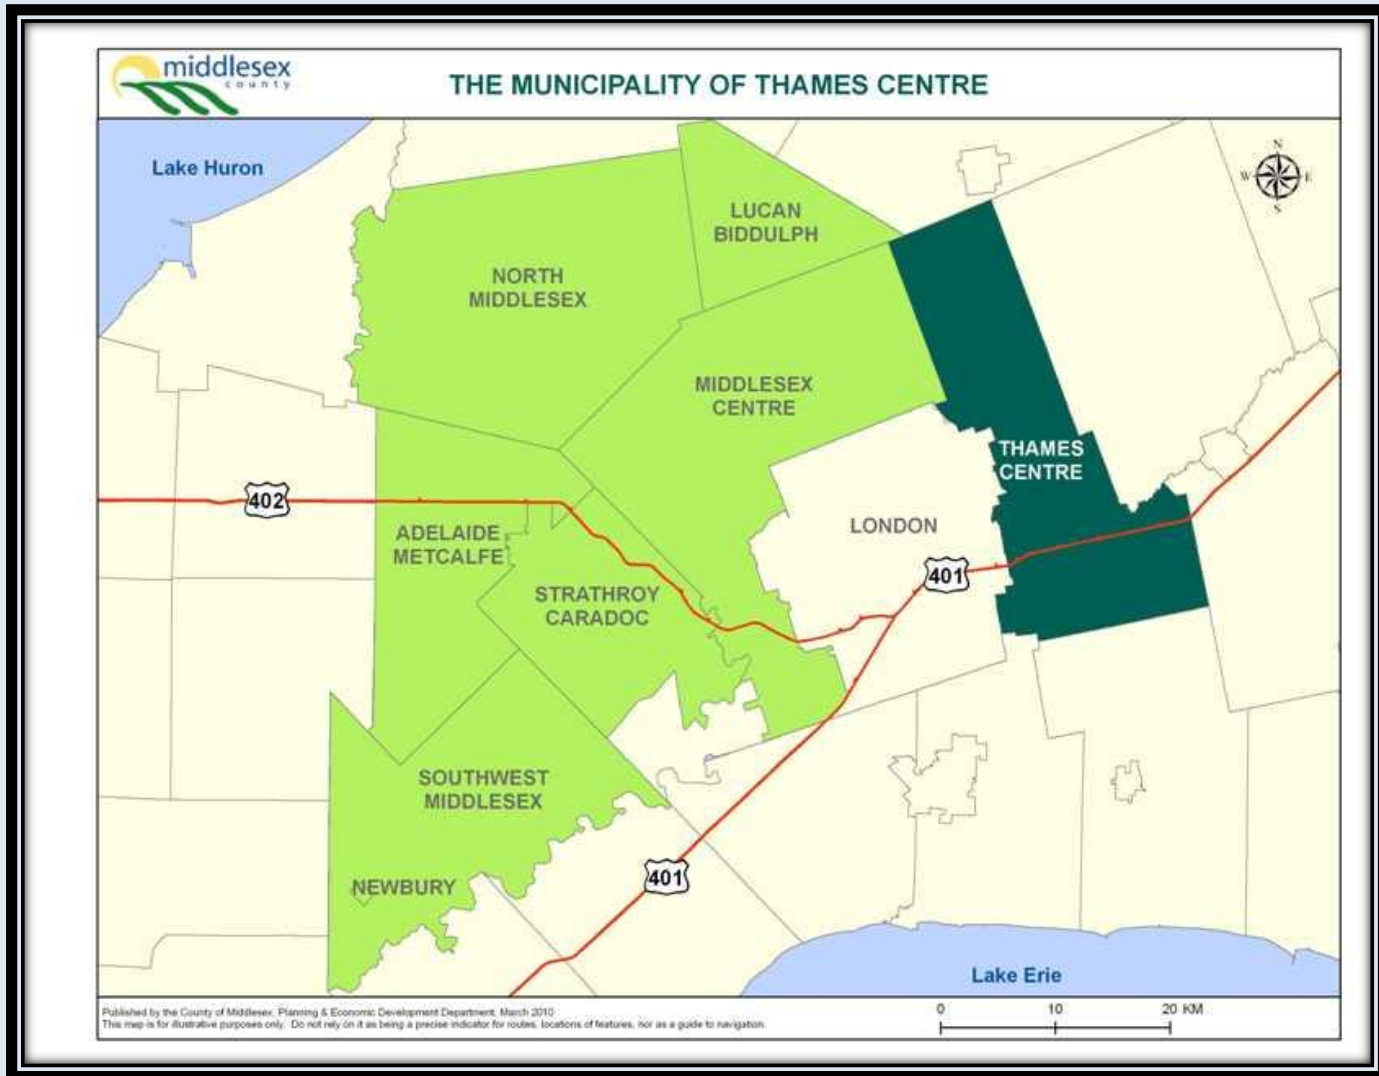 middlesex
county
THE MUNICIPALITY OF THAMES CENTRE
Lake Huron
N
W E
S
LUCAN
BIDDULPH
NORTH
MIDDLESEX
MIDDLESEX
CENTRE
THAMES
CENTRE
402
ADELAIDE
METCALFE
LONDON
401
STRATHROY
CARADOC
SOUTHWEST
MIDDLESEX
401
NEWBURY
Lake Erie
Published by the County of Middlesex, Planning & Economic Development Department, March 2010
This map is for illustrative purposes only. Do not rely on it as being a precise indicator for routes, locations of features, nor as a guide to navigation.
0 10 20 KM